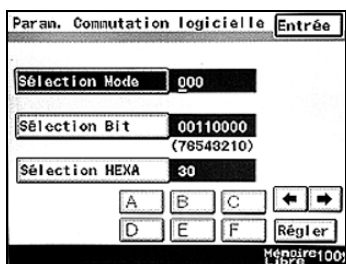 Param. Commutation logicielle Entrée
Sélection Mode 000
Sélection Bit 00110000
(76543210)
Sélection HEXA 30
A B C ← →
D E F Régler
Mémoire 100%
Libre